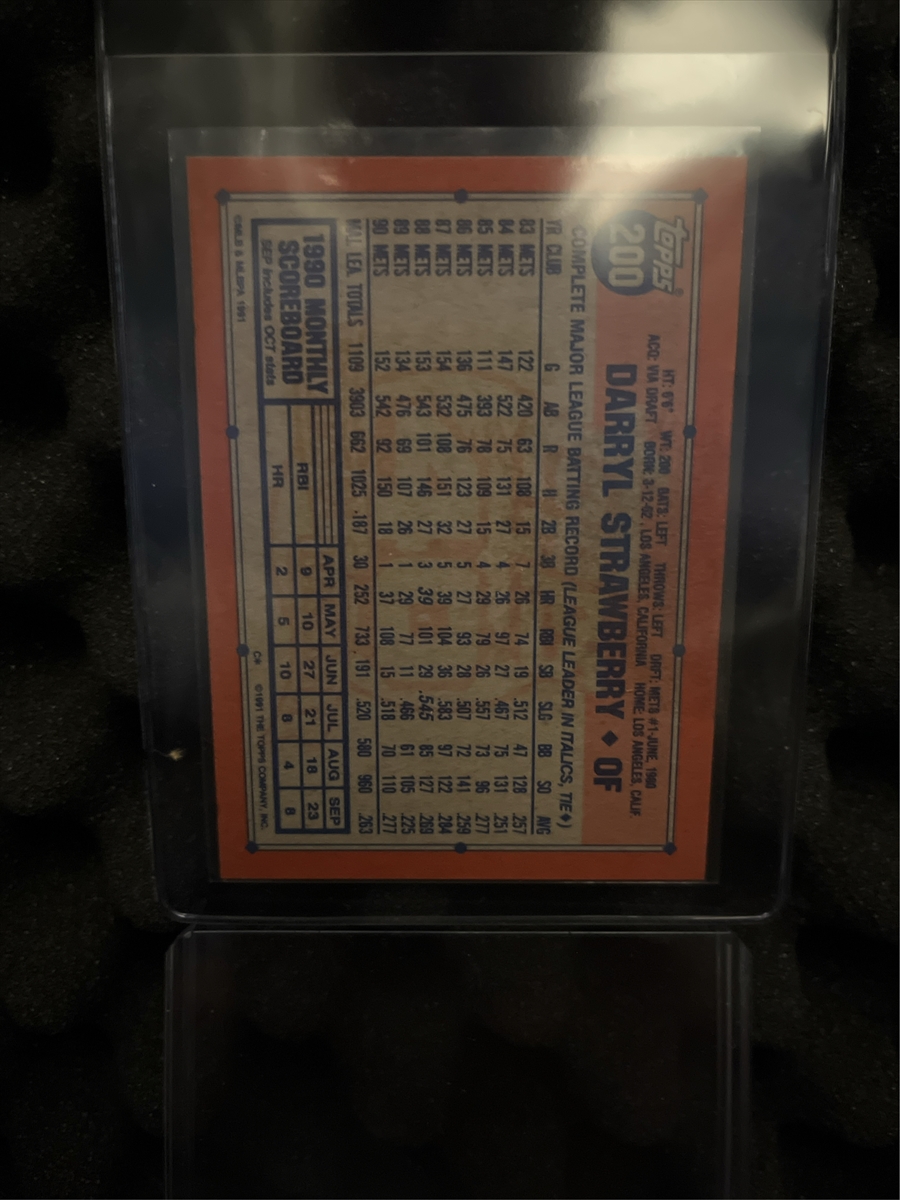 topps®
200
HT: 6'6" WT: 200 BATS: LEFT THROWS: LEFT DRFT: METS #1-JUNE, 1980
ACQ: VIA DRAFT BORN: 3-12-62, LOS ANGELES, CALIFORNIA HOME: LOS ANGELES, CALIF.
DARRYL STRAWBERRY ♦ OF
COMPLETE MAJOR LEAGUE BATTING RECORD (LEAGUE LEADER IN ITALICS, TIE♦)
YR CLUB G AB R H 2B 3B HR RBI SB SLG BB SO AVG
83 METS 122 420 63 108 15 7 26 74 19 .512 47 128 .257
84 METS 147 522 75 131 27 4 26 97 27 .467 75 131 .251
85 METS 111 393 78 109 15 4 29 79 26 .557 73 96 .277
86 METS 136 475 76 123 27 5 27 93 28 .507 72 141 .259
87 METS 154 532 108 151 32 5 39 104 36 .583 97 122 .284
88 METS 153 543 101 146 27 3 39 101 29 .545 85 127 .269
89 METS 134 476 69 107 26 1 29 77 11 .466 61 105 .225
90 METS 152 542 92 150 18 1 37 108 15 .518 70 110 .277
MAJ. LEA. TOTALS 1109 3903 662 1025 187 30 252 733 191 .520 580 960 .263
1990 MONTHLY
SCOREBOARD
SEP includes OCT stats
APR MAY JUN JUL AUG SEP
RBI 9 10 27 21 18 23
HR 2 5 10 8 4 8
©MLB & MLBPA 1991
C* ©1991 THE TOPPS COMPANY, INC.